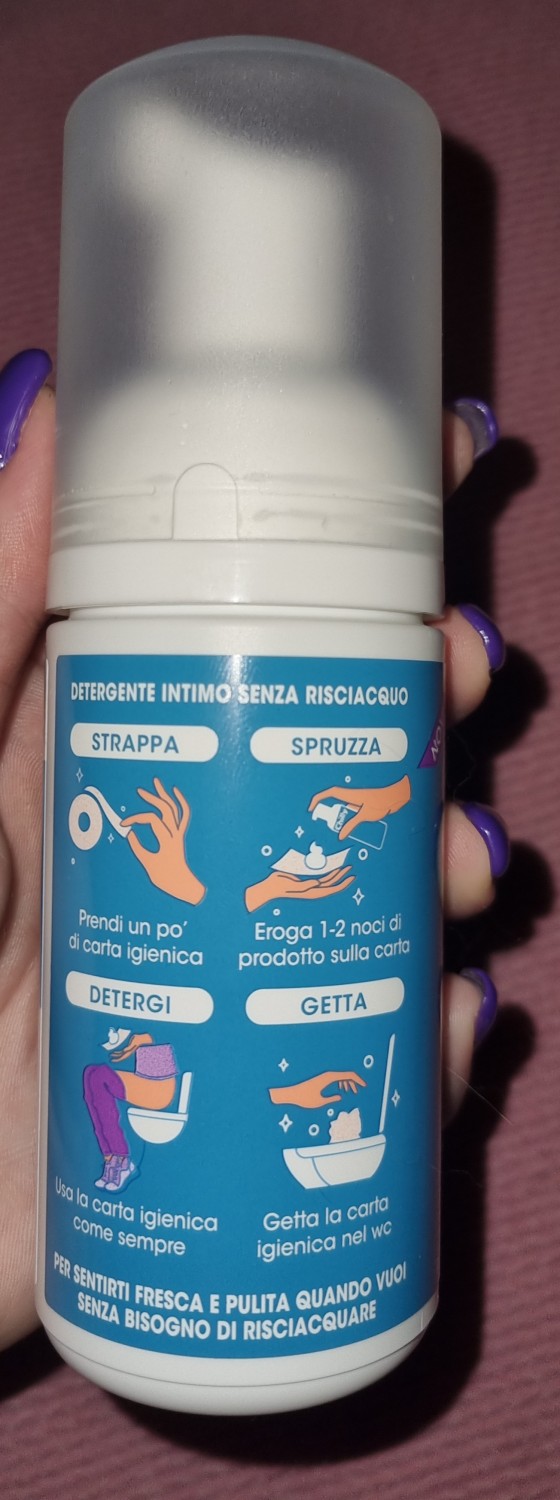 DETERGENTE INTIMO SENZA RISCIACQUO
STRAPPA
Prendi un po'
di carta igienica
SPRUZZA
Eroga 1-2 noci di
prodotto sulla carta
DETERGI
Usa la carta igienica
come sempre
GETTA
Getta la carta
igienica nel wc
PER SENTIRTI FRESCA E PULITA QUANDO VUOI
SENZA BISOGNO DI RISCIACQUARE